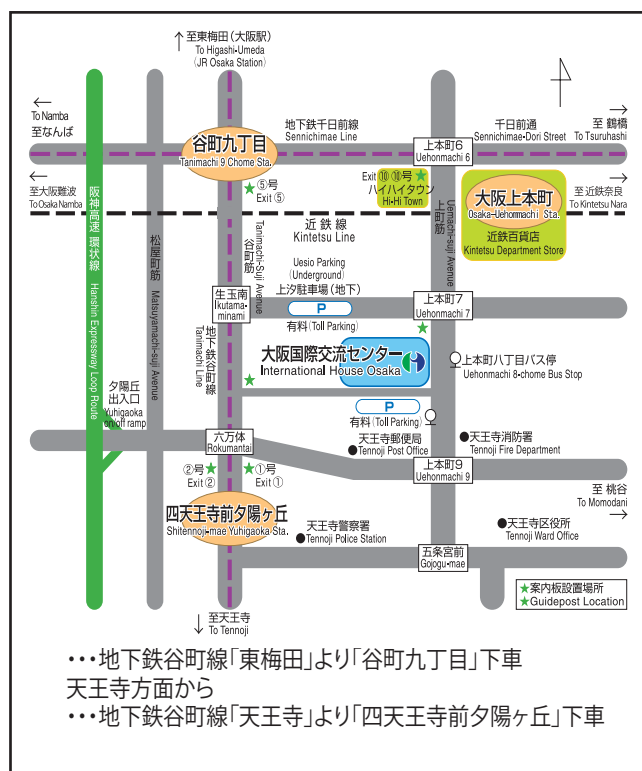 至東梅田(大阪駅)
To Higashi-Umeda
(JR Osaka Station)
To Namba
至なんば
谷町九丁目
Tanimachi 9 Chome Sta.
地下鉄千日前線
Sennichimae Line
上本町6
Uehonmachi 6
千日前通
Sennichimae-Dori Street
至 鶴橋
To Tsuruhashi
⑤号
Exit ⑤
Exit ⑩ ⑩号
ハイハイタウン
Hi-Hi Town
大阪上本町
Osaka-Uehommachi Sta.
近鉄百貨店
Kintetsu Department Store
至大阪難波
To Osaka Namba
至 近鉄奈良
To Kintetsu Nara
近鉄線
Kintetsu Line
阪神高速 環状線
Hanshin Expressway Loop Route
松屋町筋
Matsuyamachi-suji Avenue
谷町筋
Tanimachi-Suji Avenue
上町筋
Uemachi-suji Avenue
Uesio Parking
(Underground)
上汐駐車場(地下)
P
有料(Toll Parking)
生玉南
Ikutama-
minami
地下鉄谷町線
Tanimachi Line
上本町7
Uehonmachi 7
大阪国際交流センター
International House Osaka
上本町八丁目バス停
Uehonmachi 8-chome Bus Stop
夕陽丘
出入口
Yuhigaoka
on/off ramp
P
有料(Toll Parking)
六万体
Rokumantai
天王寺郵便局
Tennoji Post Office
天王寺消防署
Tennoji Fire Department
②号
Exit ②
①号
Exit ①
上本町9
Uehonmachi 9
至 桃谷
To Momodani
四天王寺前夕陽ヶ丘
Shitennoji-mae Yuhigaoka Sta.
天王寺警察署
Tennoji Police Station
天王寺区役所
Tennoji Ward Office
五条宮前
Gojogu-mae
★案内板設置場所
★Guidepost Location
至天王寺
To Tennoji
・・・地下鉄谷町線「東梅田」より「谷町九丁目」下車
天王寺方面から
・・・地下鉄谷町線「天王寺」より「四天王寺前夕陽ヶ丘」下車